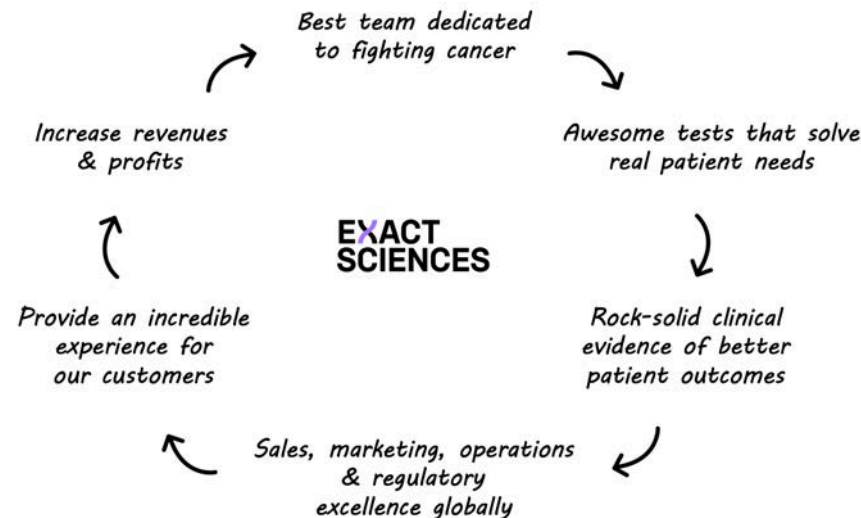 Best team dedicated
to fighting cancer
Awesome tests that solve
real patient needs
Rock-solid clinical
evidence of better
patient outcomes
Sales, marketing, operations
& regulatory
excellence globally
Provide an incredible
experience for
our customers
Increase revenues
& profits
EXACT
SCIENCES